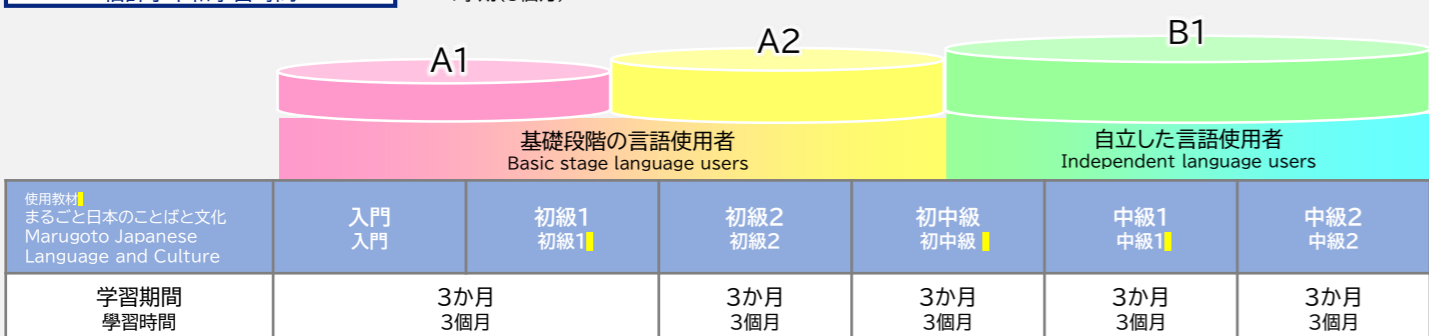 A1
A2
B1
基礎段階の言語使用者
Basic stage language users
自立した言語使用者
Independent language users
使用教材
まるごと日本のことばと文化
Marugoto Japanese
Language and Culture
入門
入門
初級1
初級1
初級2
初級2
初中級
初中級
中級1
中級1
中級2
中級2
学習期間
學習時間
3か月
3個月
3か月
3個月
3か月
3個月
3か月
3個月
3か月
3個月